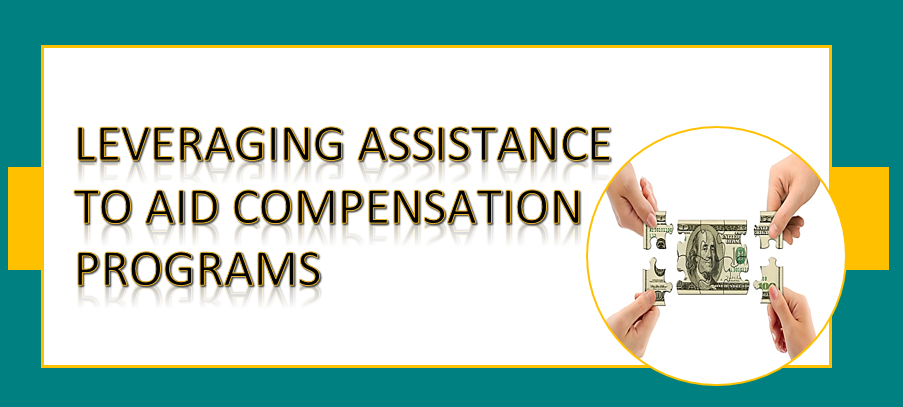 LEVERAGING ASSISTANCE
TO AID COMPENSATION
PROGRAMS